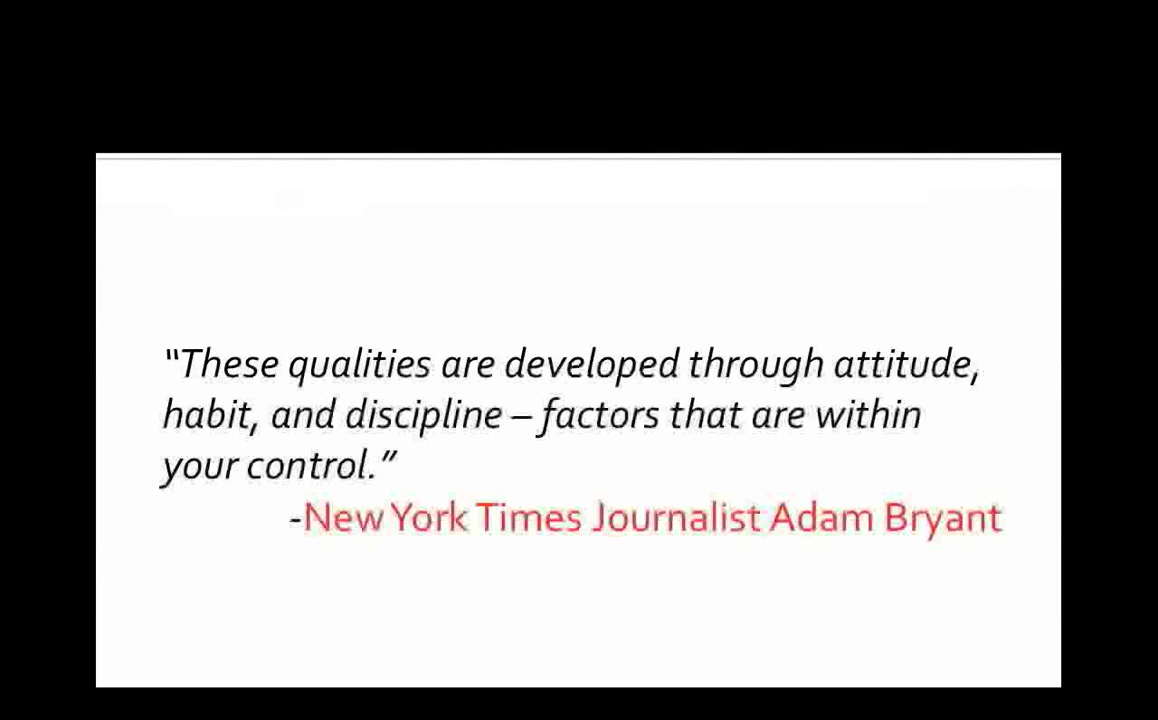 “These qualities are developed through attitude,
habit, and discipline – factors that are within
your control.”
-New York Times Journalist Adam Bryant